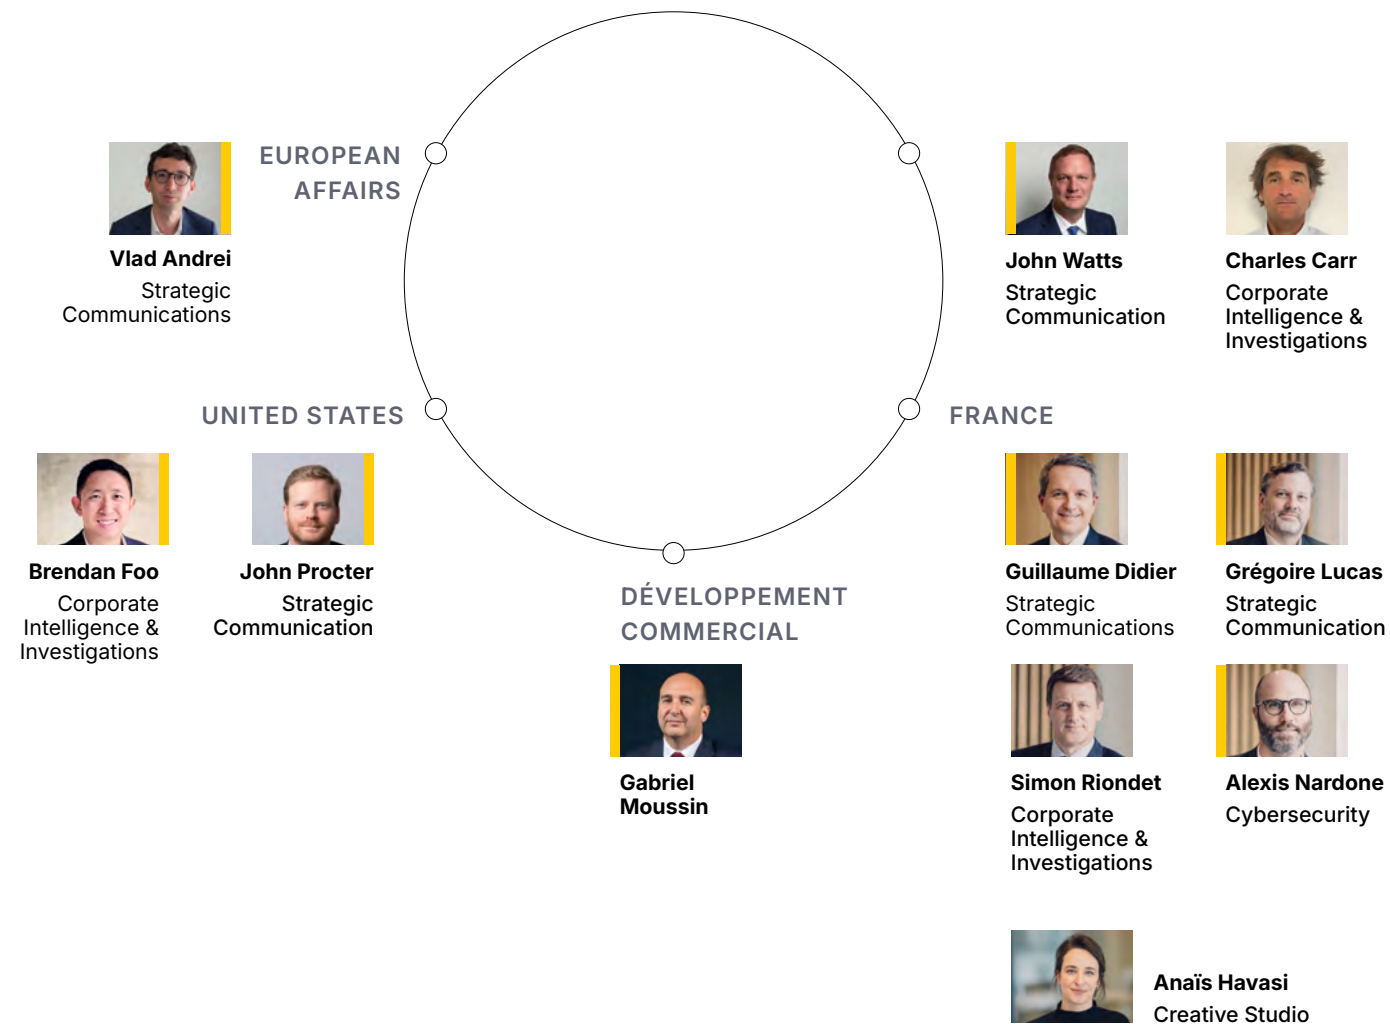 EUROPEAN
AFFAIRS
Vlad Andrei
Strategic
Communications
John Watts
Strategic
Communication
Charles Carr
Corporate
Intelligence &
Investigations
UNITED STATES
Brendan Foo
Corporate
Intelligence &
Investigations
John Procter
Strategic
Communication
FRANCE
Guillaume Didier
Strategic
Communications
Grégoire Lucas
Strategic
Communication
Simon Riondet
Corporate
Intelligence &
Investigations
Alexis Nardone
Cybersecurity
Anaïs Havasi
Creative Studio
DÉVELOPPEMENT
COMMERCIAL
Gabriel
Moussin